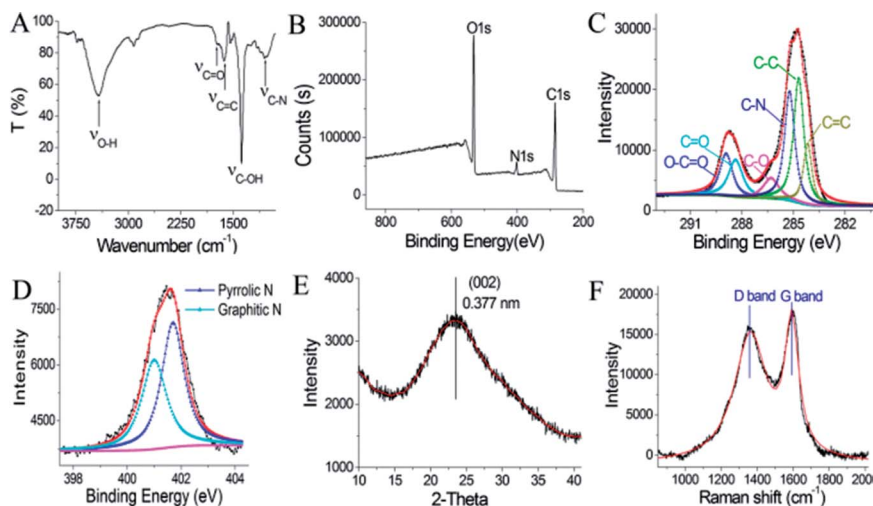 A
T (%)
100
80
60
40
20
0
-20
3750 3000 2250 1500
Wavenumber (cm⁻¹)
νO-H
νC=O
νC=C
νC-OH
νC-N
B
Counts (s)
300000
200000
100000
0
800 600 400 200
Binding Energy(eV)
O1s
N1s
C1s
C
Intensity
30000
20000
10000
0
291 288 285 282
Binding Energy (eV)
C-C
C-N
C=C
C=O
O-C=O
C-O
D
Intensity
7500
6000
4500
398 400 402 404
Binding Energy (eV)
Pyrrolic N
Graphitic N
E
Intensity
4000
3000
2000
1000
10 15 20 25 30 35 40
2-Theta
(002)
0.377 nm
F
Intensity
20000
15000
10000
5000
0
1000 1200 1400 1600 1800 2000
Raman shift (cm⁻¹)
D band G band